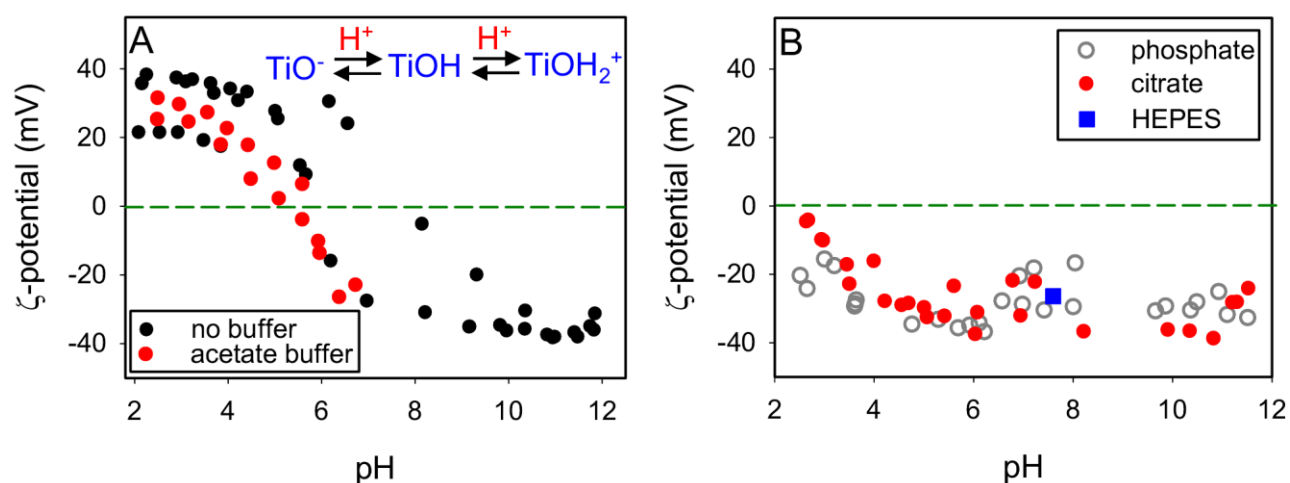 A
H⁺ H⁺
TiO⁻ TiOH TiOH₂⁺
40
20
0
-20
-40
ζ-potential (mV)
no buffer
acetate buffer
2 4 6 8 10 12
pH
B
phosphate
citrate
HEPES
40
20
0
-20
-40
ζ-potential (mV)
2 4 6 8 10 12
pH